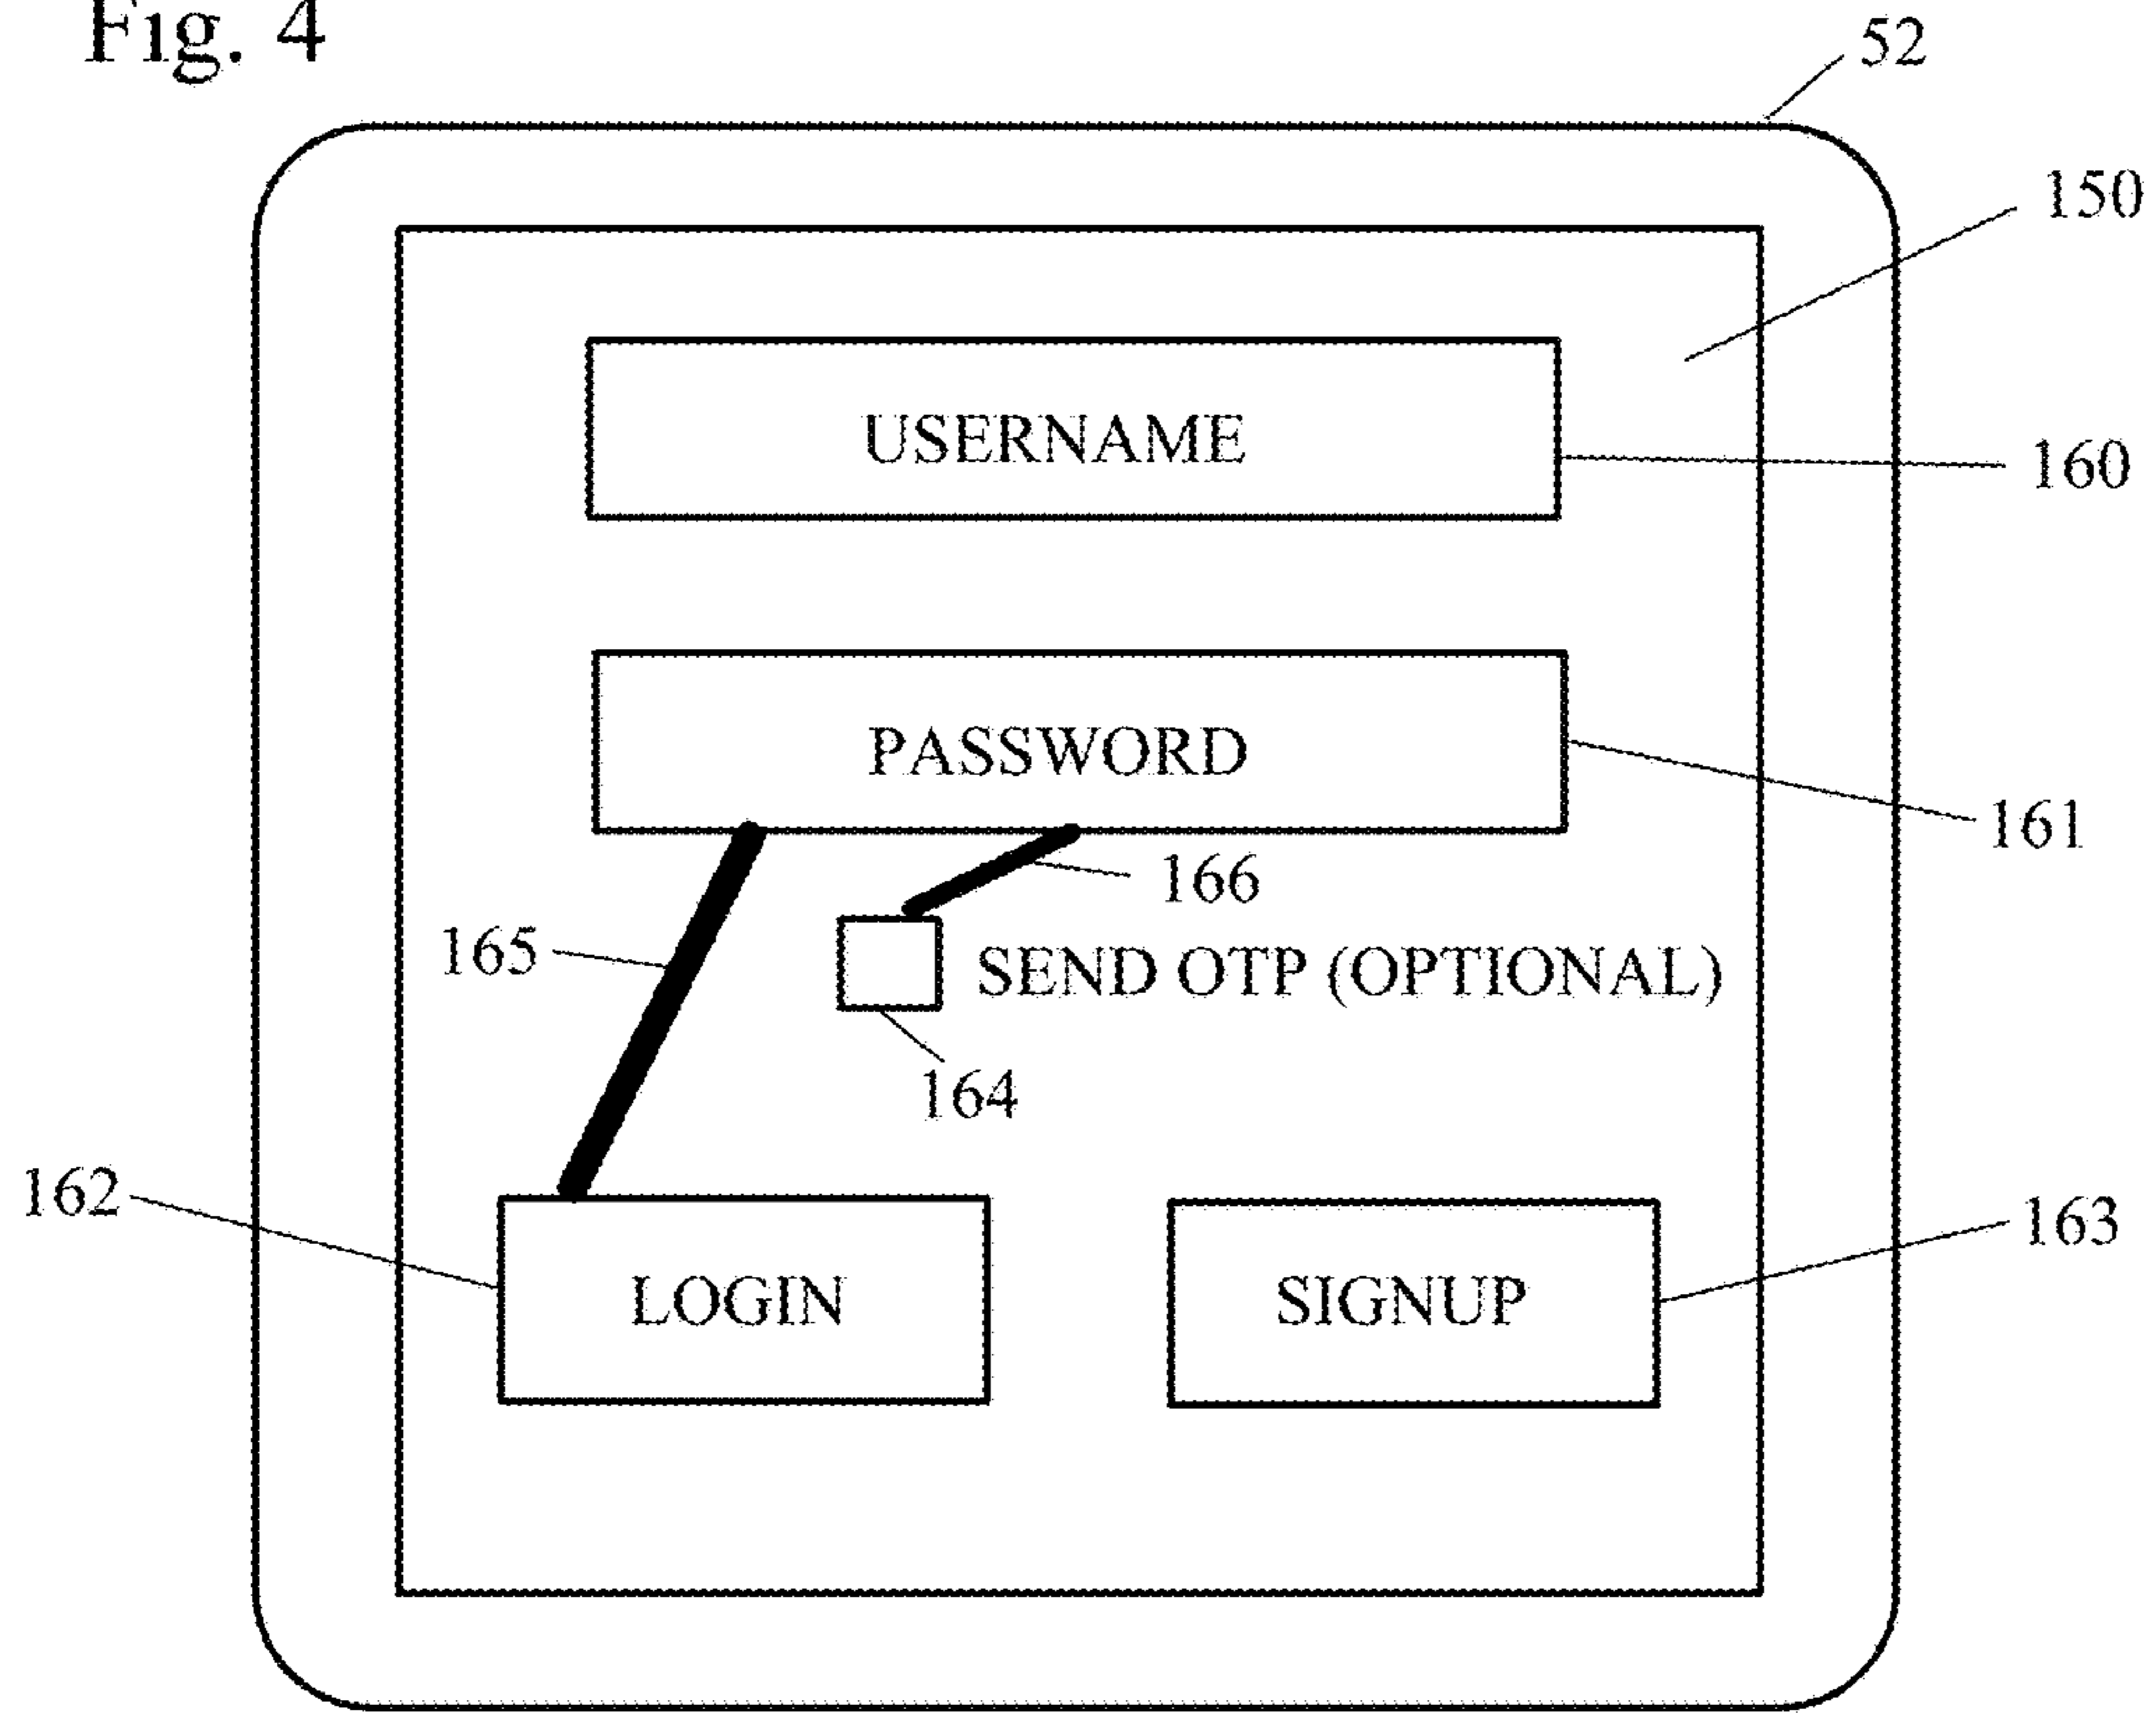 Fig. 4
52
150
USERNAME
160
PASSWORD
161
166
165
SEND OTP (OPTIONAL)
164
162
163
LOGIN
SIGNUP